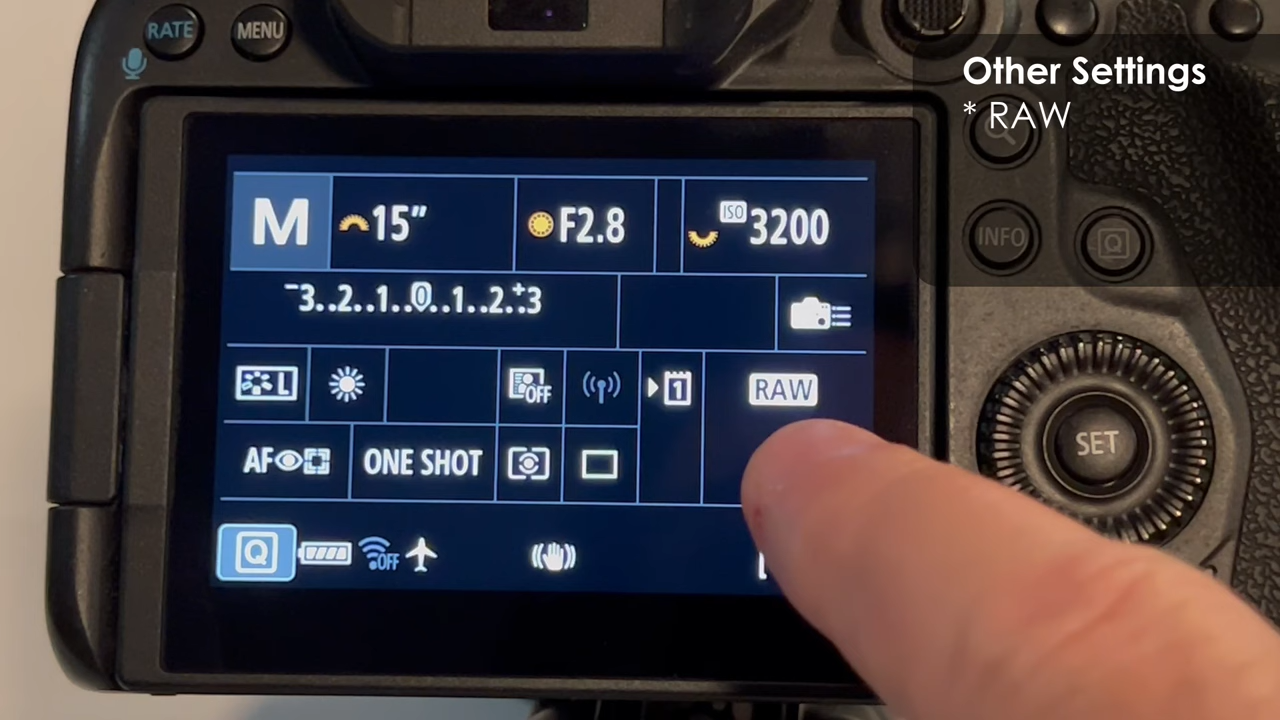 RATE MENU
Other Settings
* RAW
M 15" F2.8 ISO 3200
INFO Q
-3..2..1..0..1..2..+3
L OFF 1 RAW
SET
AF ONE SHOT
Q OFF